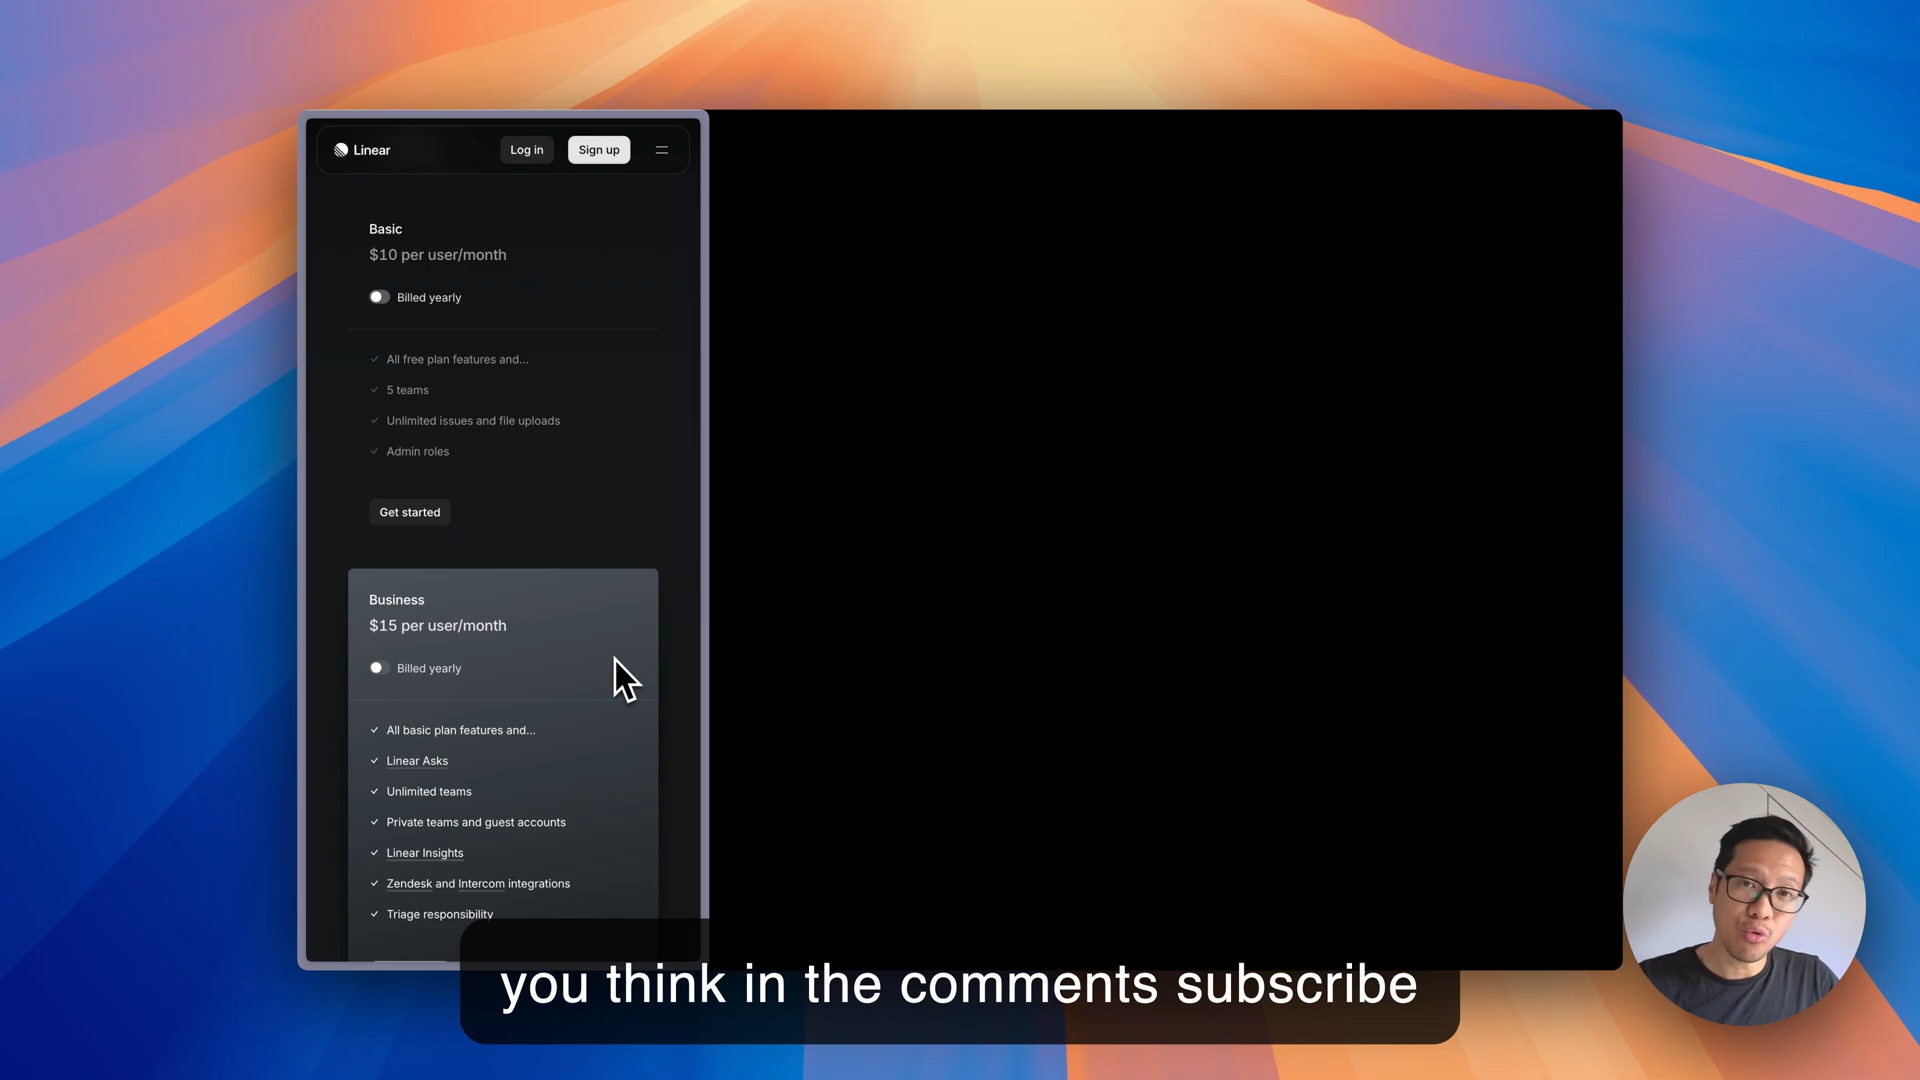 Linear
Log in
Sign up
Basic
$10 per user/month
Billed yearly
All free plan features and...
5 teams
Unlimited issues and file uploads
Admin roles
Get started
Business
$15 per user/month
Billed yearly
All basic plan features and...
Linear Asks
Unlimited teams
Private teams and guest accounts
Linear Insights
Zendesk and Intercom integrations
Triage responsibility
you think in the comments subscribe